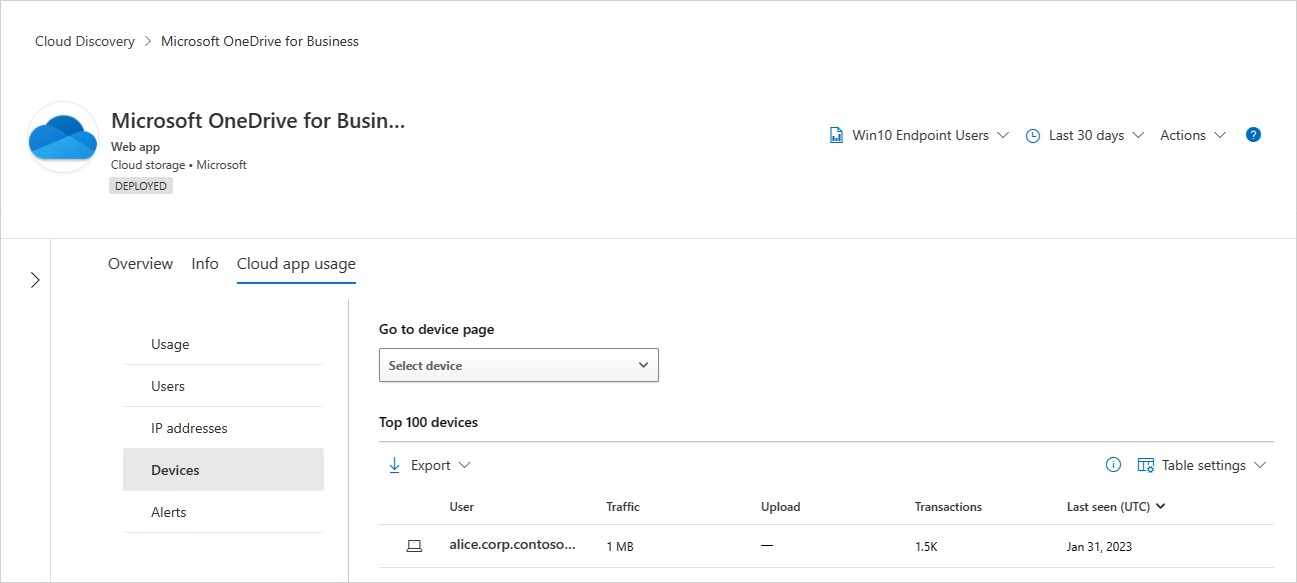 Cloud Discovery > Microsoft OneDrive for Business
Microsoft OneDrive for Busin...
Web app
Cloud storage • Microsoft
DEPLOYED
Win10 Endpoint Users
Last 30 days
Actions
?
Overview
Info
Cloud app usage
Usage
Users
IP addresses
Devices
Alerts
Go to device page
Select device
Top 100 devices
Export
Table settings
User Traffic Upload Transactions Last seen (UTC)
alice.corp.contoso... 1 MB — 1.5K Jan 31, 2023